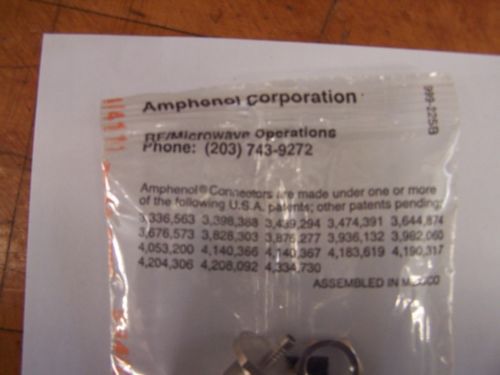 Amphenol Corporation
RF/Microwave Operations
Phone: (203) 743-9272
999-225B
Amphenol® Connectors are made under one or more
of the following U.S.A. patents; other patents pending:
3,336,563 3,398,388 3,439,294 3,474,391 3,644,874
3,676,573 3,828,303 3,876,277 3,936,132 3,982,060
4,053,200 4,140,366 4,140,367 4,183,619 4,190,317
4,204,306 4,208,092 4,334,730
ASSEMBLED IN MEXICO